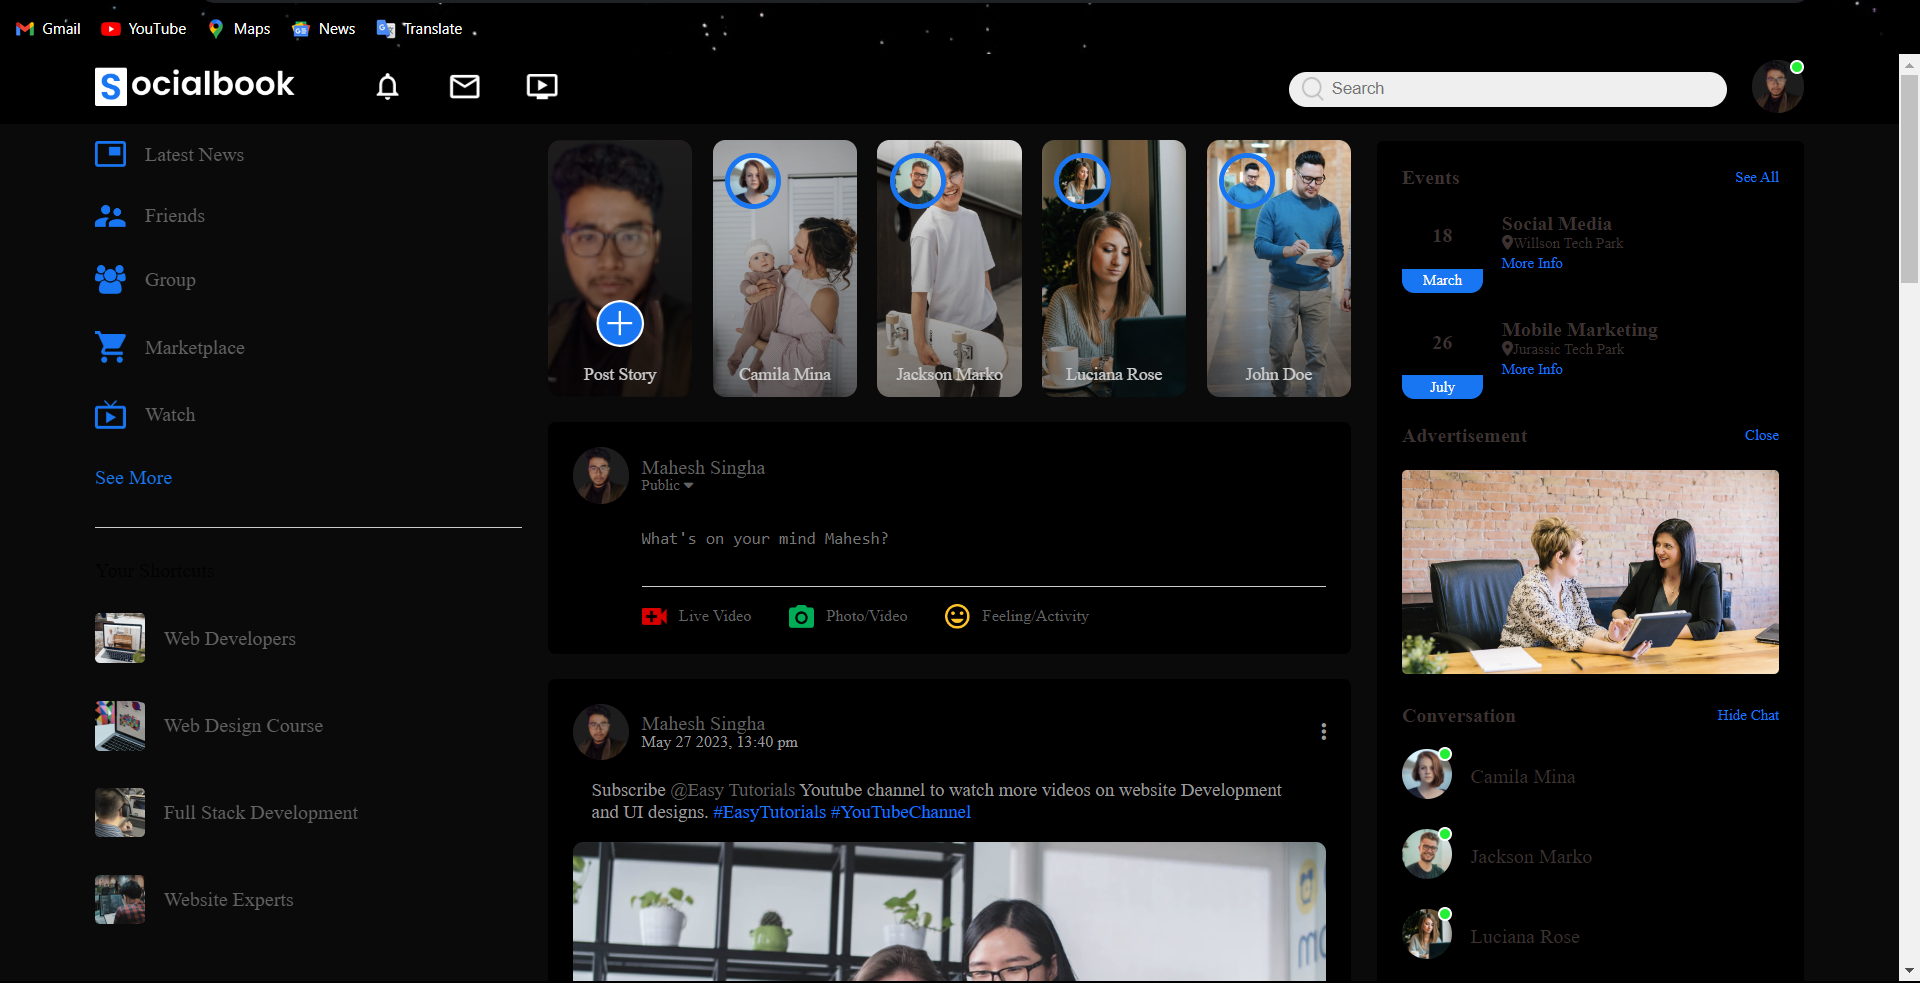 Gmail
YouTube
Maps
News
Translate
Socialbook
Search
Latest News
Friends
Group
Marketplace
Watch
See More
Your Shortcuts
Web Developers
Web Design Course
Full Stack Development
Website Experts
Post Story
Camila Mina
Jackson Marko
Luciana Rose
John Doe
Mahesh Singha
Public
What's on your mind Mahesh?
Live Video
Photo/Video
Feeling/Activity
Mahesh Singha
May 27 2023, 13:40 pm
Subscribe @Easy Tutorials Youtube channel to watch more videos on website Development
and UI designs. #EasyTutorials #YouTubeChannel
Events
See All
18
March
Social Media
Willson Tech Park
More Info
26
July
Mobile Marketing
Jurassic Tech Park
More Info
Advertisement
Close
Conversation
Hide Chat
Camila Mina
Jackson Marko
Luciana Rose